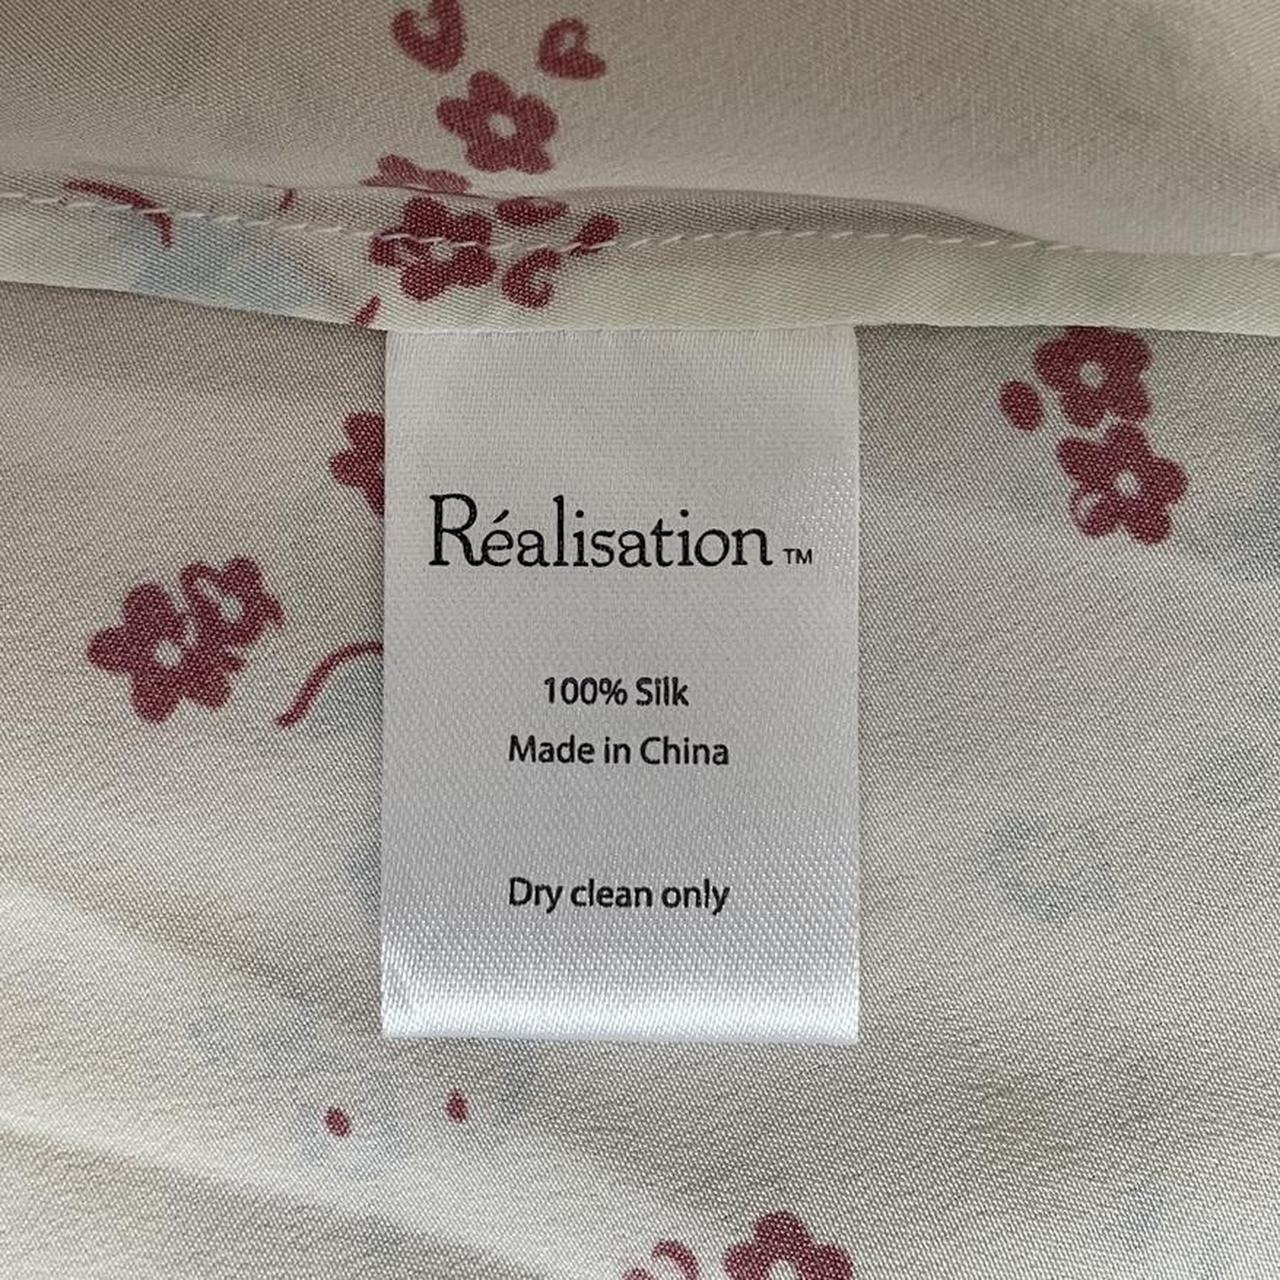 Réalisation™
100% Silk
Made in China
Dry clean only